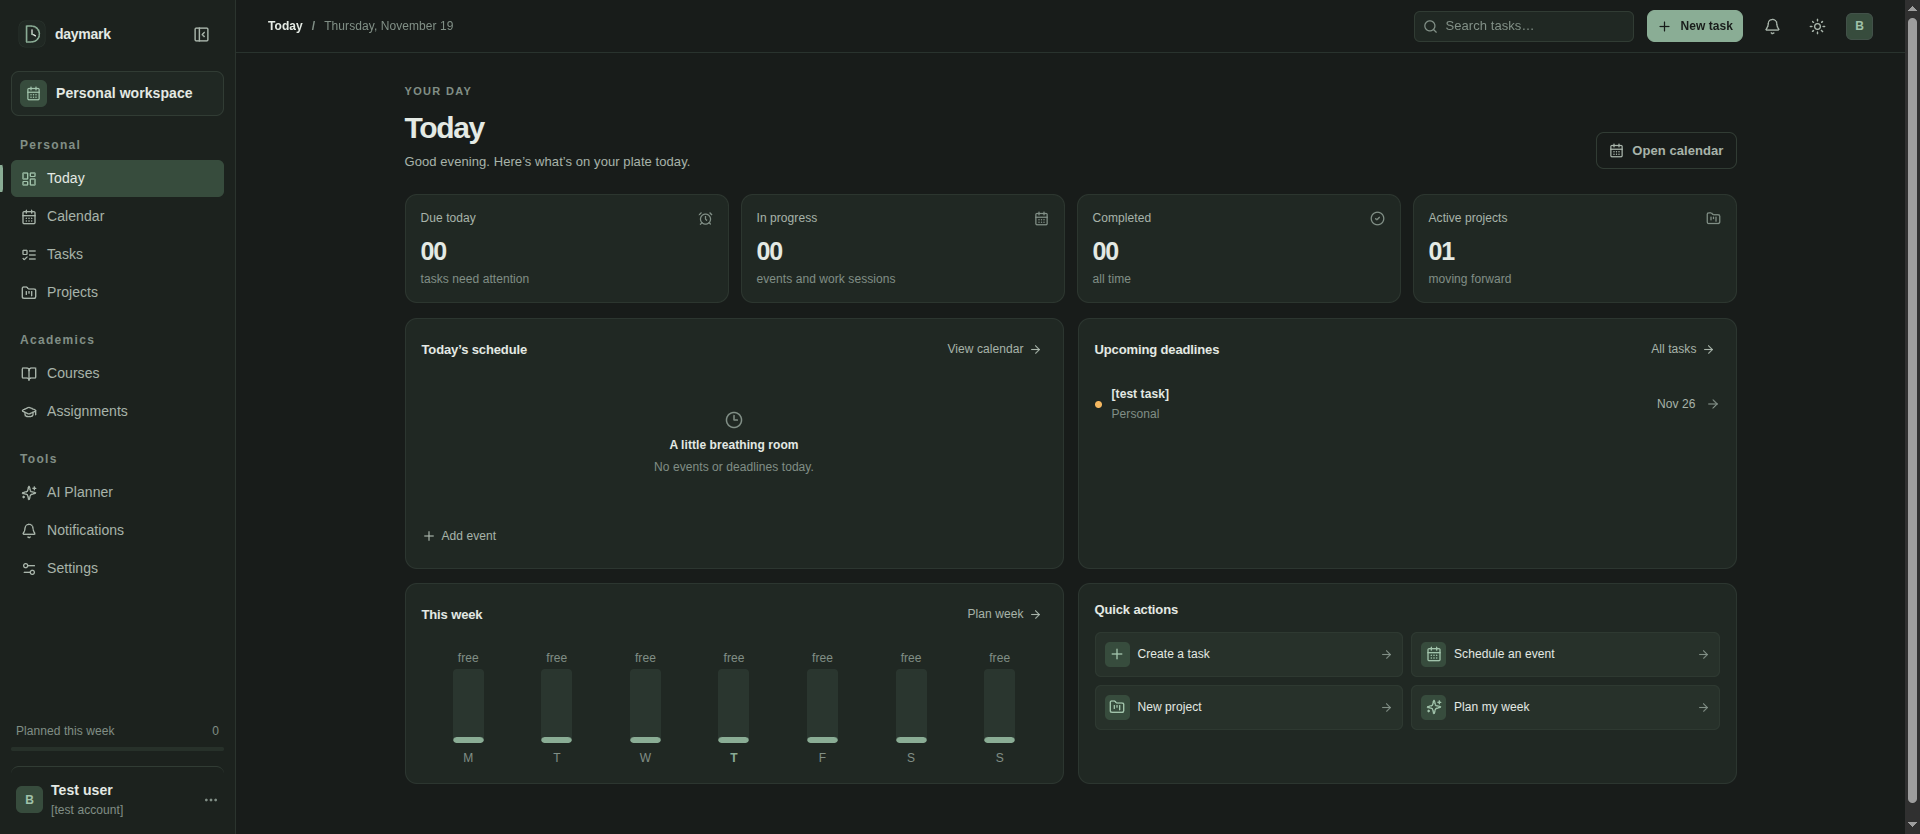 daymark
Today / Thursday, November 19
Search tasks…
New task
B
Personal workspace
Personal
Today
Calendar
Tasks
Projects
Academics
Courses
Assignments
Tools
AI Planner
Notifications
Settings
Planned this week 0
B
Test user
[test account]
YOUR DAY
Today
Good evening. Here’s what’s on your plate today.
Open calendar
Due today
00
tasks need attention
In progress
00
events and work sessions
Completed
00
all time
Active projects
01
moving forward
Today’s schedule
View calendar
A little breathing room
No events or deadlines today.
Add event
Upcoming deadlines
All tasks
[test task]
Personal
Nov 26
This week
Plan week
free free free free free free free
M T W T F S S
Quick actions
Create a task
Schedule an event
New project
Plan my week